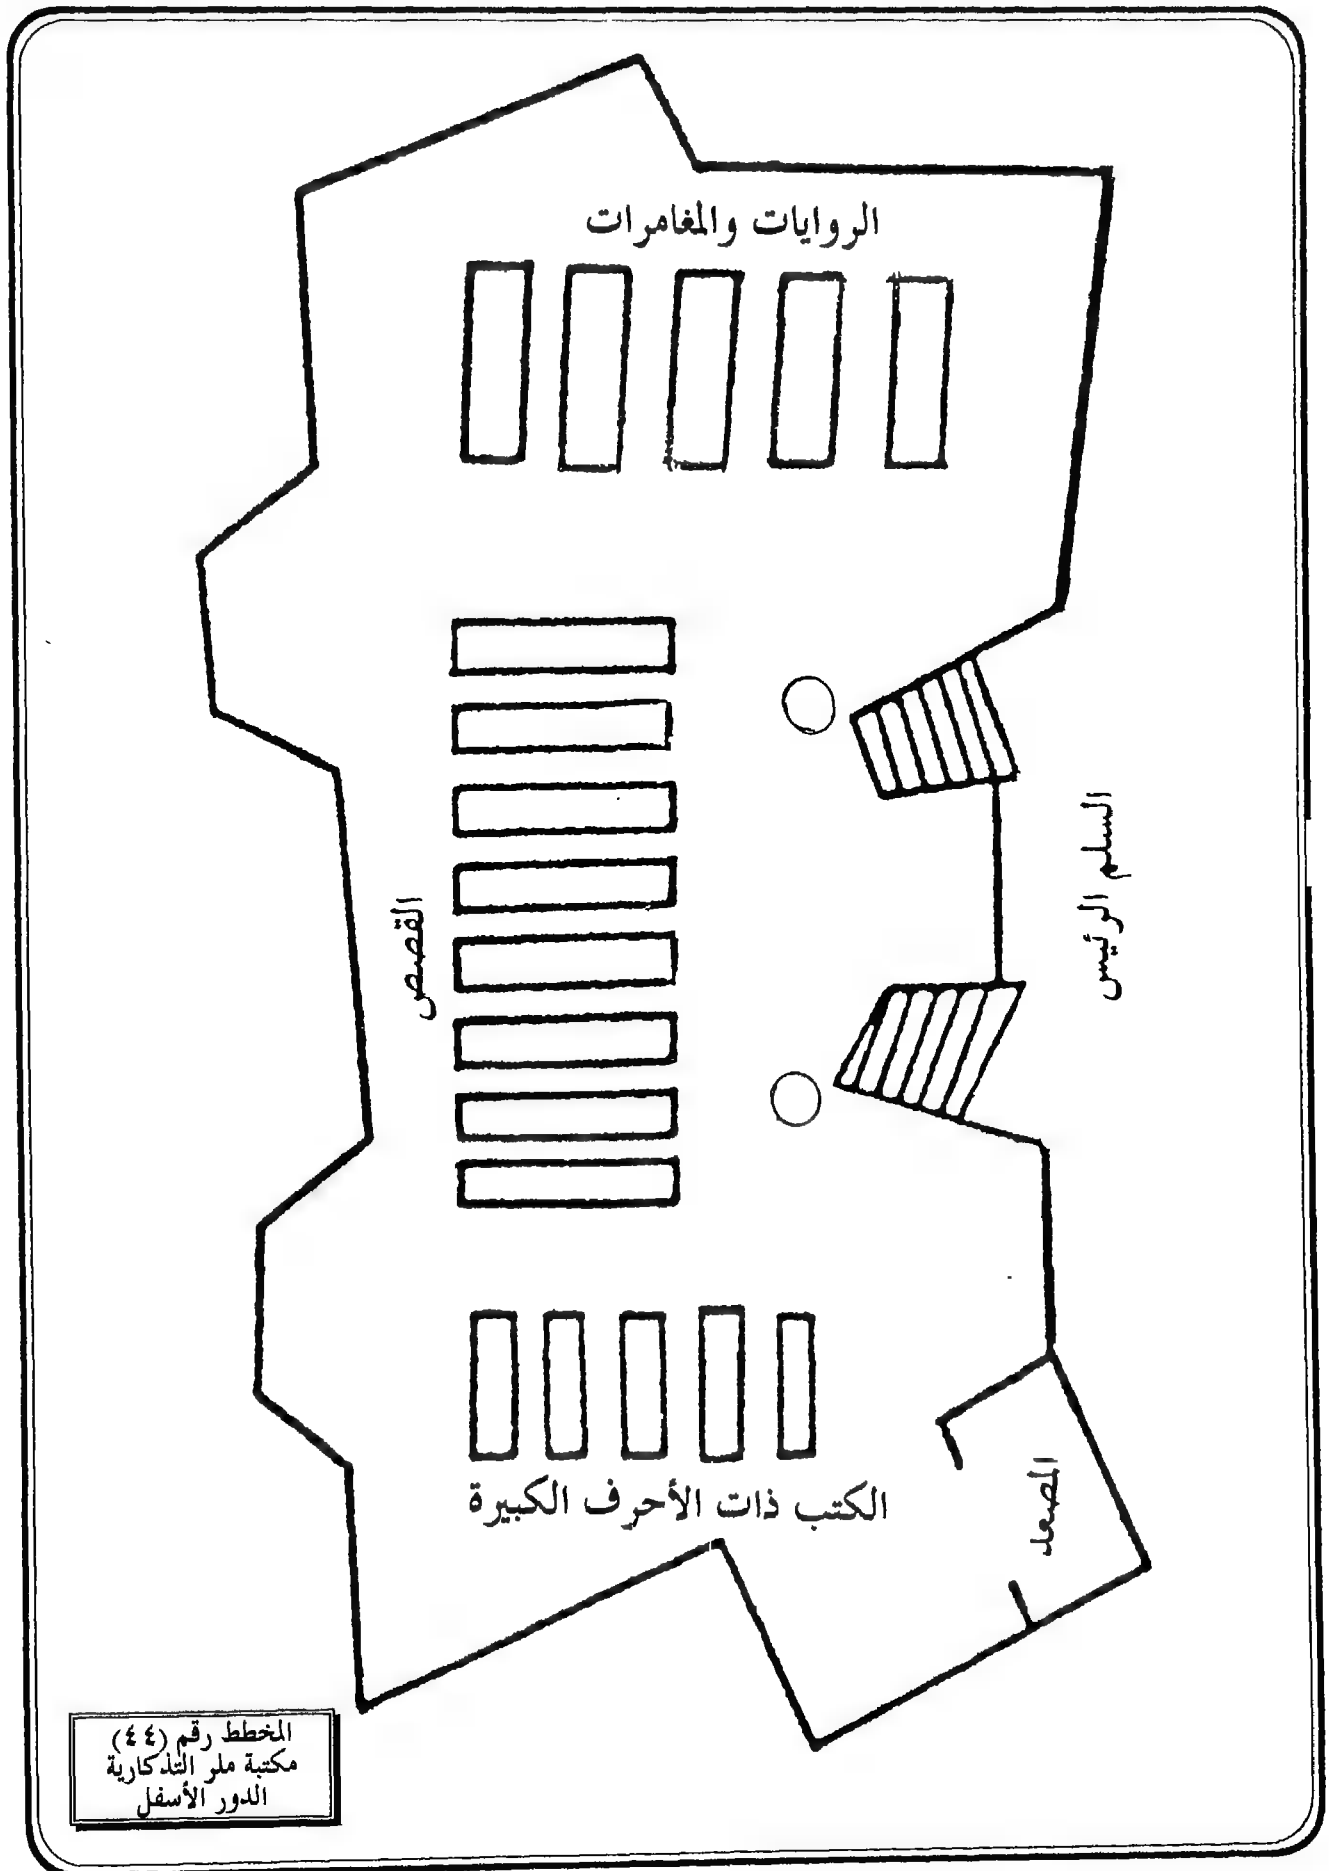 الروايات والمغامرات
السلم الرئيس
القصص
الكتب ذات الأحرف الكبيرة
المصعد
المخطط رقم (٤٤)
مكتبة ملر التذكارية
الدور الأسفل